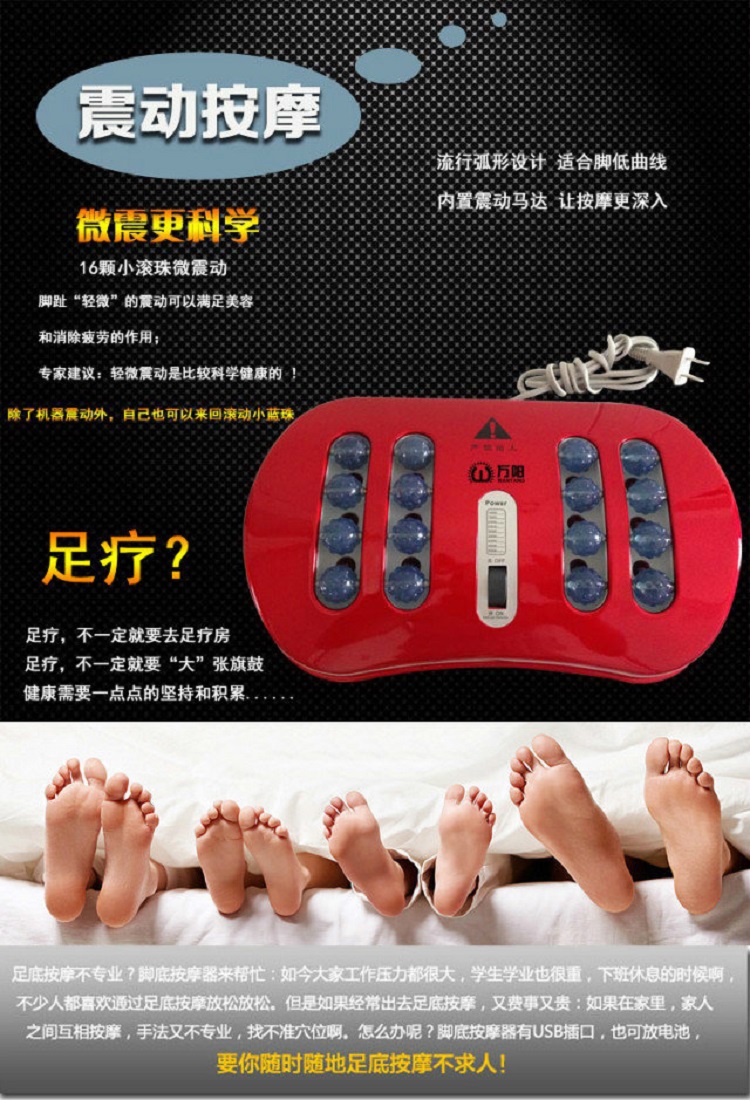 震动按摩
流行弧形设计 适合脚低曲线
内置震动马达 让按摩更深入
微震更科学
16颗小滚珠微震动
脚趾“轻微”的震动可以满足美容
和消除疲劳的作用；
专家建议：轻微震动是比较科学健康的 ！
除了机器震动外，自己也可以来回滚动小蓝珠
严禁站人
万阳
Power
OFF
ON
足疗？
足疗，不一定就要去足疗房
足疗，不一定就要“大”张旗鼓
健康需要一点点的坚持和积累......
足底按摩不专业？脚底按摩器来帮忙：如今大家工作压力都很大，学生学业也很重，下班休息的时候啊，
不少人都喜欢通过足底按摩放松放松。但是如果经常出去足底按摩，又费事又贵：如果在家里，家人
之间互相按摩，手法又不专业，找不准穴位啊。怎么办呢？脚底按摩器有USB插口，也可放电池，
要你随时随地足底按摩不求人！